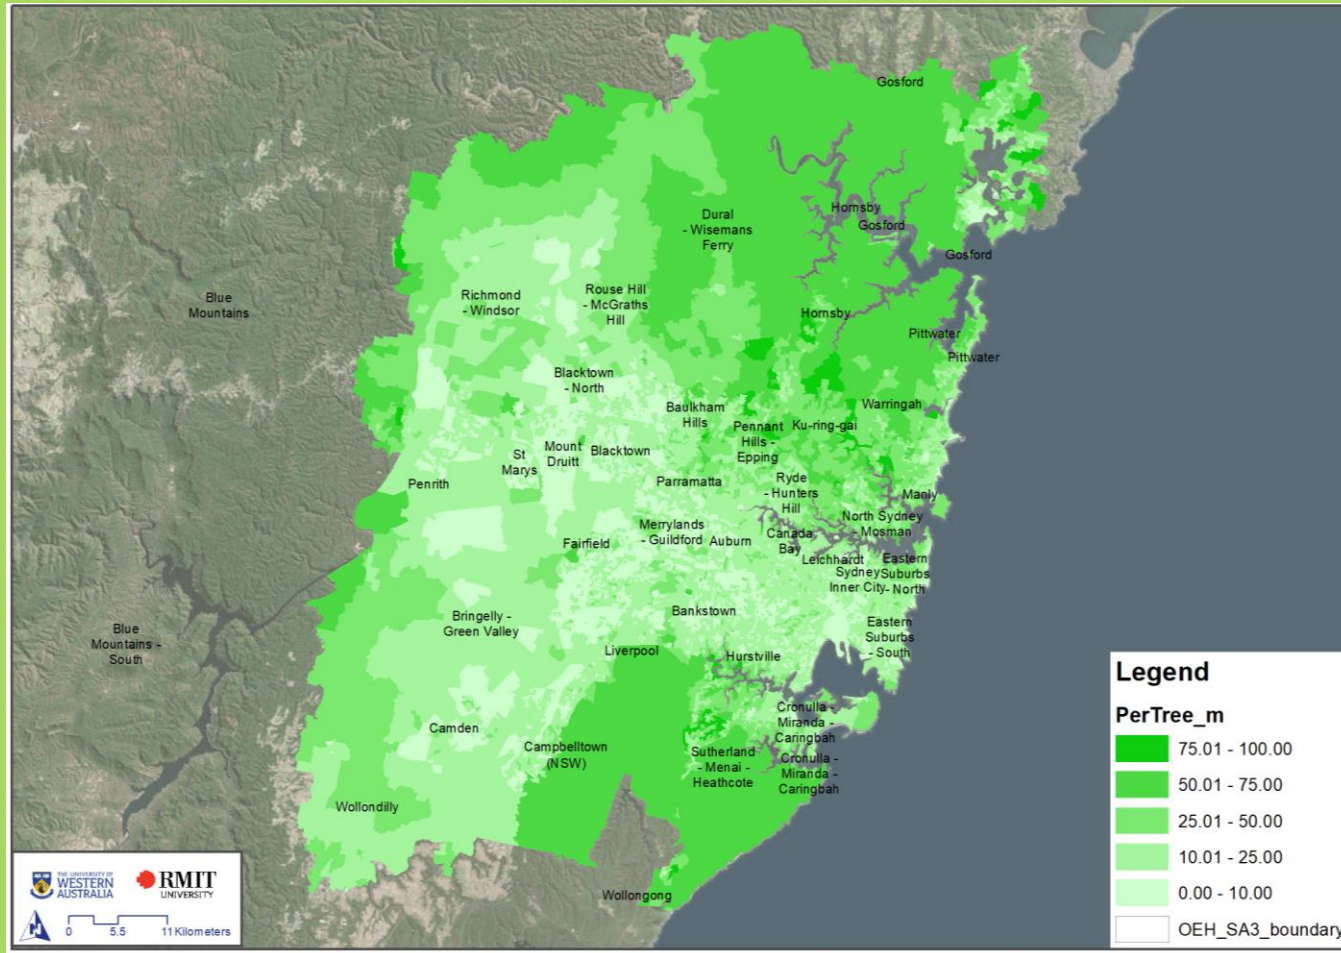 Gosford
Dural
- Wisemans
Ferry
Hornsby
Gosford
Gosford
Blue
Mountains
Richmond
- Windsor
Rouse Hill
- McGraths
Hill
Hornsby
Pittwater
Pittwater
Blacktown
- North
Baulkham
Hills
Warringah
Pennant
Hills -
Epping
Ku-ring-gai
St
Marys
Mount
Druitt
Blacktown
Penrith
Parramatta
Ryde
- Hunters
Hill
Manly
North Sydney
- Mosman
Fairfield
Merrylands
- Guildford
Auburn
Canada
Bay
Leichhardt
Sydney
Inner City
Eastern
Suburbs
- North
Bankstown
Bringelly -
Green Valley
Blue
Mountains -
South
Eastern
Suburbs
- South
Liverpool
Hurstville
Camden
Campbelltown
(NSW)
Cronulla -
Miranda -
Caringbah
Sutherland
- Menai -
Heathcote
Cronulla -
Miranda -
Caringbah
Wollondilly
Wollongong
Legend
PerTree_m
75.01 - 100.00
50.01 - 75.00
25.01 - 50.00
10.01 - 25.00
0.00 - 10.00
OEH_SA3_boundary
THE UNIVERSITY OF
WESTERN
AUSTRALIA
RMIT
UNIVERSITY
N
0 5.5 11 Kilometers